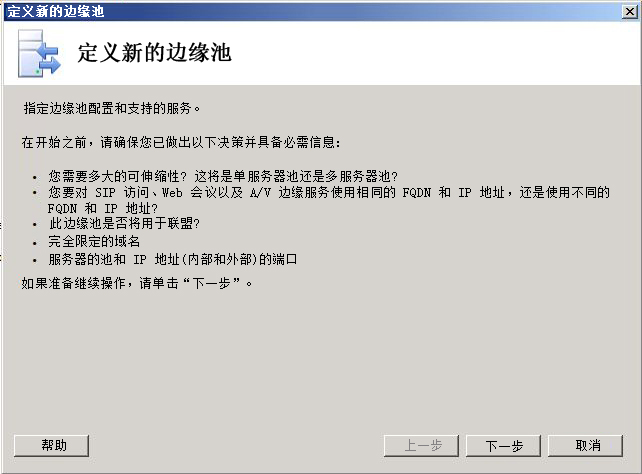 定义新的边缘池
定义新的边缘池
指定边缘池配置和支持的服务。
在开始之前，请确保您已做出以下决策并具备必需信息：
• 您需要多大的可伸缩性？ 这将是单服务器池还是多服务器池？
• 您要对 SIP 访问、Web 会议以及 A/V 边缘服务使用相同的 FQDN 和 IP 地址，还是使用不同的
FQDN 和 IP 地址？
• 此边缘池是否将用于联盟？
• 完全限定的域名
• 服务器的池和 IP 地址(内部和外部)的端口
如果准备继续操作，请单击“下一步”。
帮助 上一步 下一步 取消